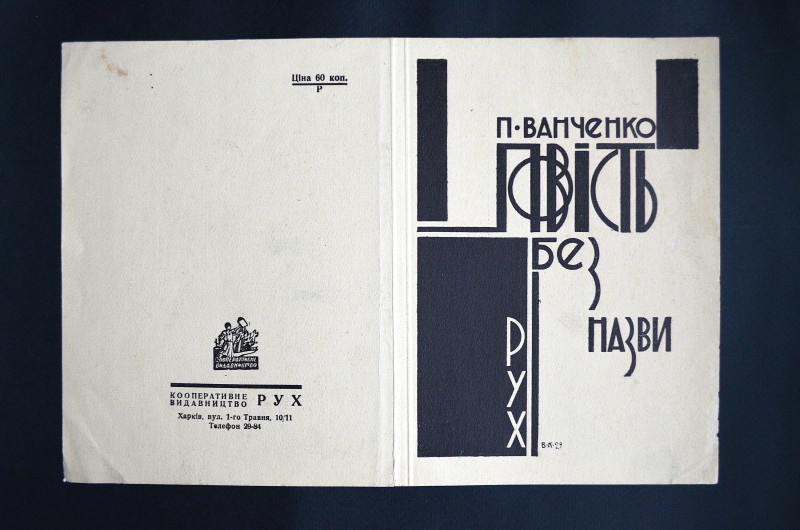 Ціна 60 коп.
Р
КООПЕРАТИВНЕ
ВИДАВНИЦТВО РУХ
Харків, вул. 1-го Травня, 10/11
Телефон 29-84
П·ВАНЧЕНКО
ПОВІСТЬ
БЕЗ
НАЗВИ
РУХ